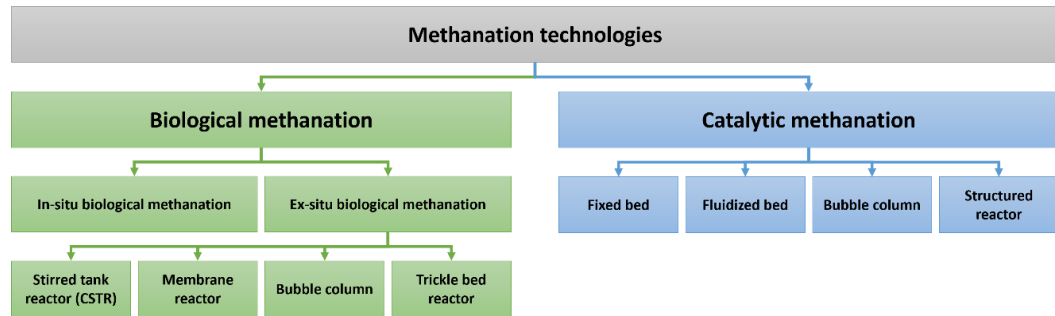 Methanation technologies
Biological methanation
Catalytic methanation
In-situ biological methanation
Ex-situ biological methanation
Fixed bed
Fluidized bed
Bubble column
Structured
reactor
Stirred tank
reactor (CSTR)
Membrane
reactor
Bubble column
Trickle bed
reactor